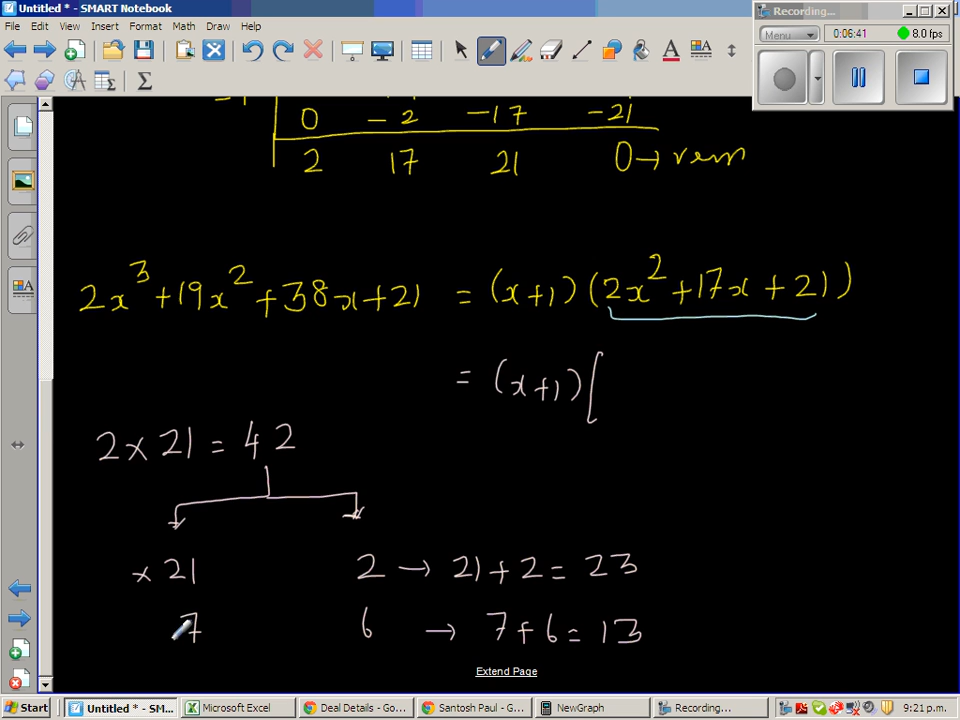 Untitled * - SMART Notebook
File Edit View Insert Format Math Draw Help
Recording...
Menu 0:06:41 8.0 fps
0 -2 -17 -21
2 17 21 0 → rem
2x³+19x²+38x+21 = (x+1)(2x²+17x+21)
= (x+1)[
2×21 = 42
×21 2 → 21+2 = 23
7 6 → 7+6 = 13
Extend Page
Start Untitled * - SM... Microsoft Excel Deal Details - Go... Santosh Paul - G... NewGraph Recording... 9:21 p.m.